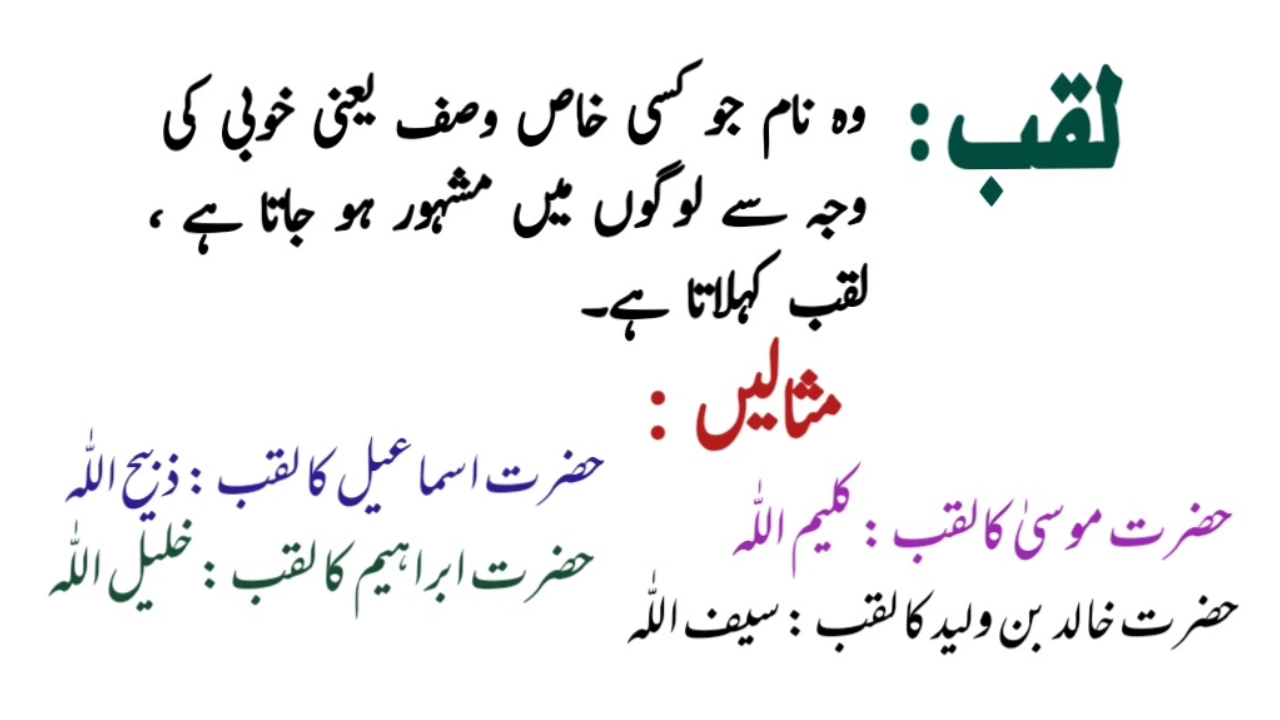 لقب: وہ نام جو کسی خاص وصف یعنی خوبی کی
وجہ سے لوگوں میں مشہور ہو جاتا ہے ،
لقب کہلاتا ہے۔
مثالیں :
حضرت موسیٰ کا لقب : کلیم اللہ
حضرت خالد بن ولید کا لقب : سیف اللہ
حضرت اسماعیل کا لقب : ذبیح اللہ
حضرت ابراہیم کا لقب : خلیل اللہ